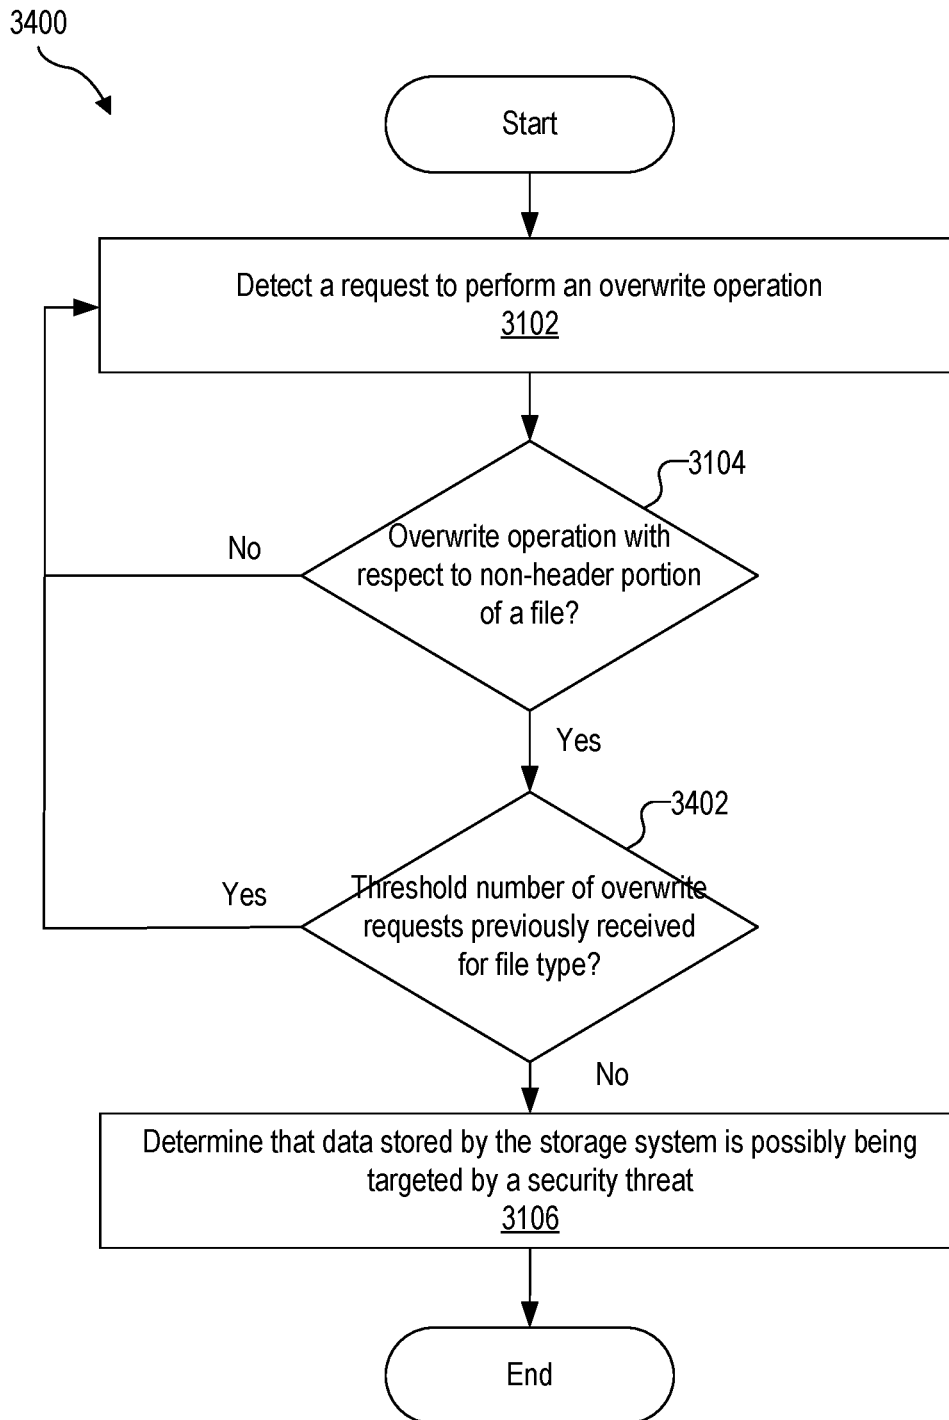 3400
Start
Detect a request to perform an overwrite operation
3102
3104
Overwrite operation with
respect to non-header portion
of a file?
No
Yes
3402
Threshold number of overwrite
requests previously received
for file type?
Yes
No
Determine that data stored by the storage system is possibly being
targeted by a security threat
3106
End